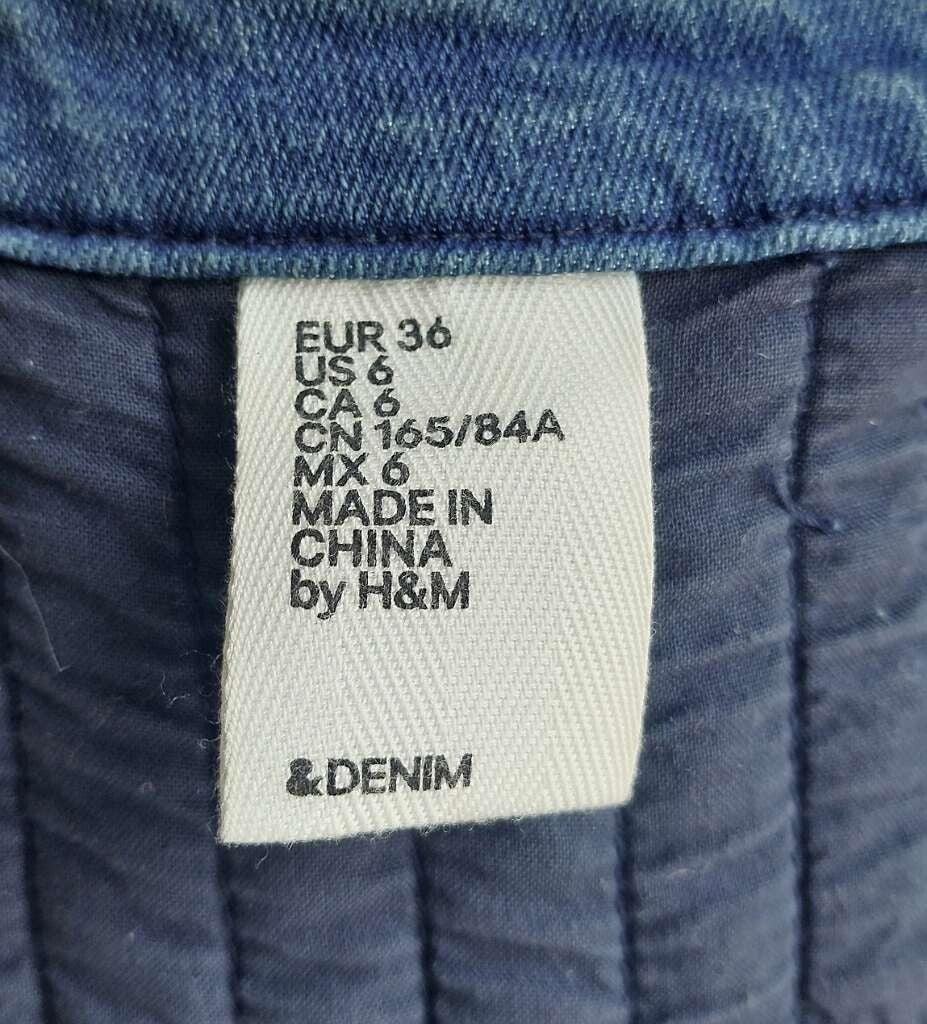 EUR 36
US 6
CA 6
CN 165/84A
MX 6
MADE IN
CHINA
by H&M
&DENIM